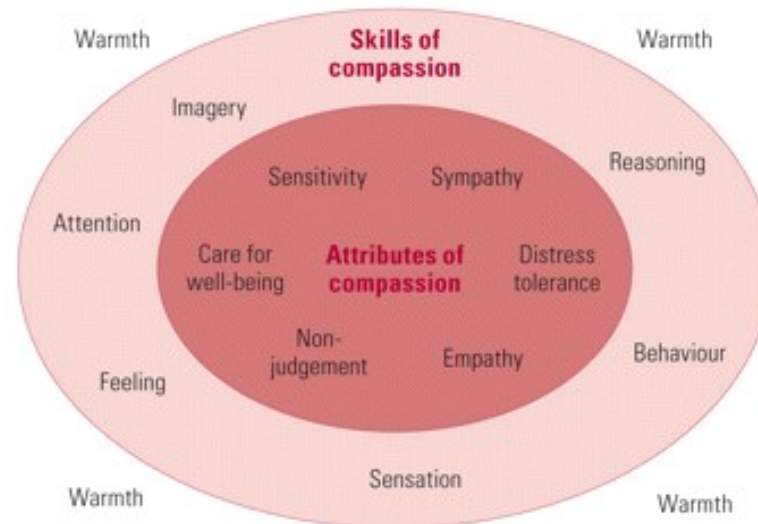 Warmth
Skills of
compassion
Warmth
Imagery
Reasoning
Sensitivity
Sympathy
Attention
Care for
well-being
Attributes of
compassion
Distress
tolerance
Non-
judgement
Empathy
Behaviour
Feeling
Sensation
Warmth
Warmth